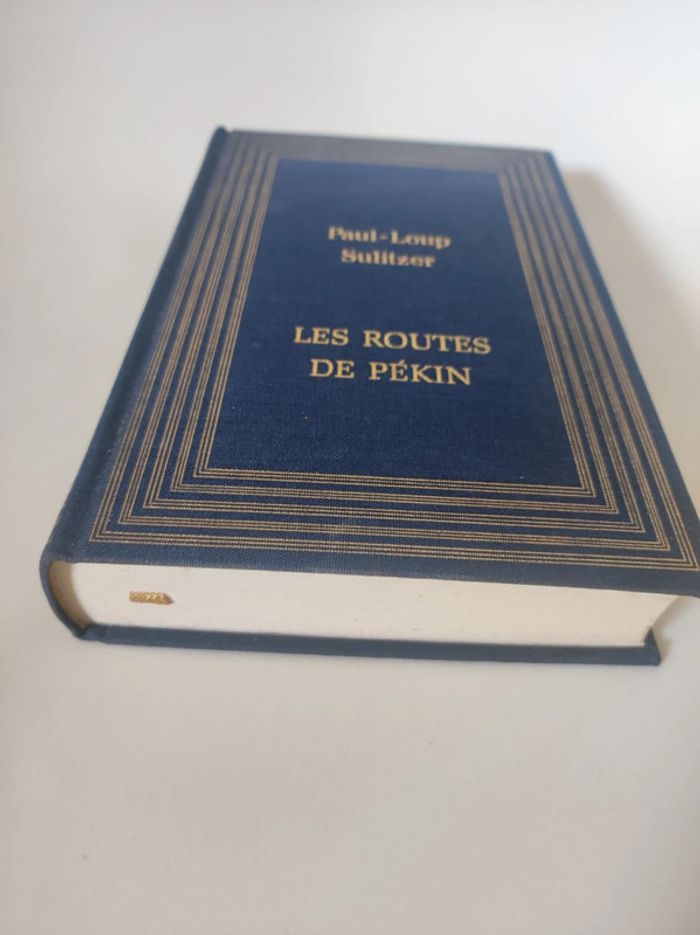 Paul-Loup
Sulitzer
LES ROUTES
DE PÉKIN